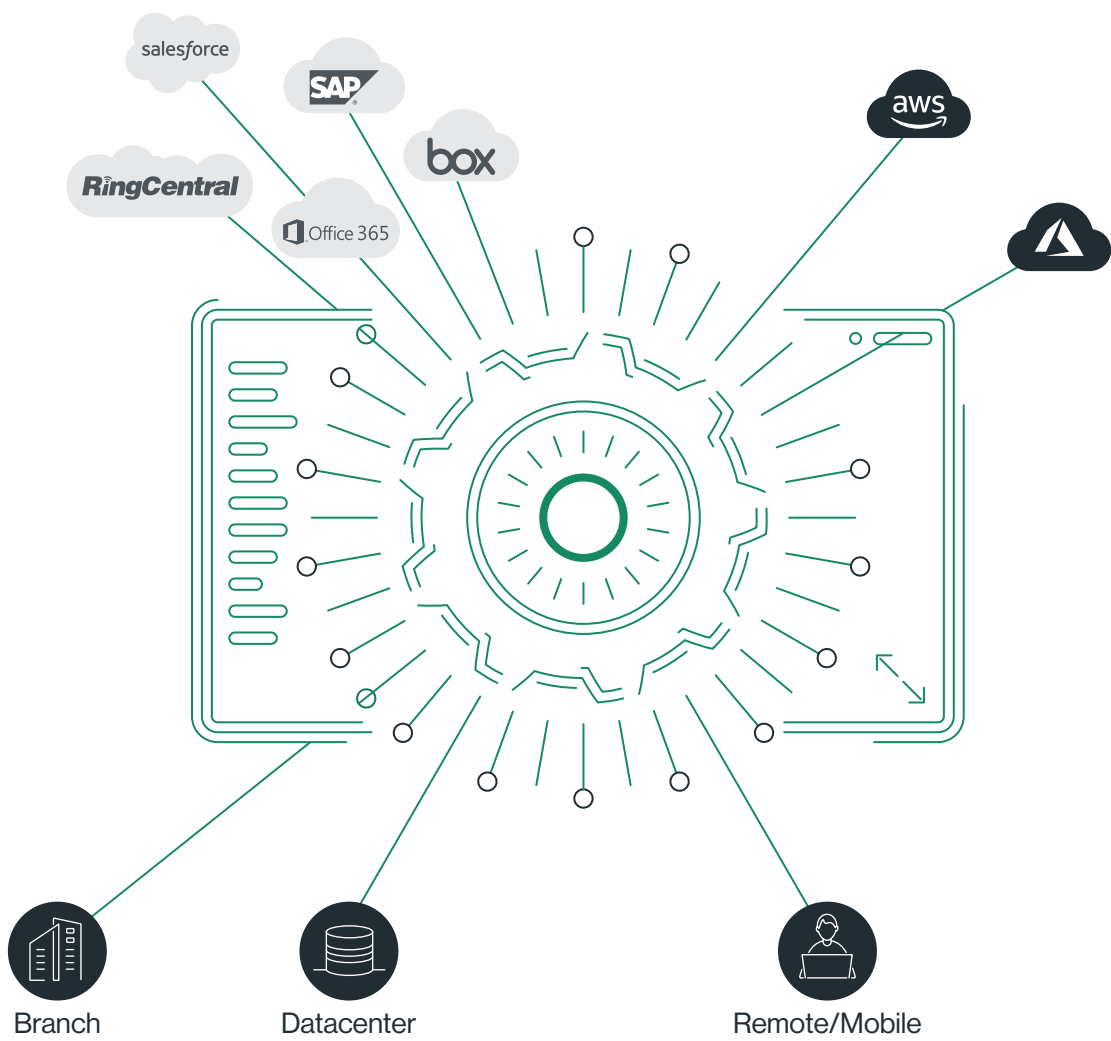 salesforce
SAP
®
box
aws
RingCentral
Office 365
Branch
Datacenter
Remote/Mobile